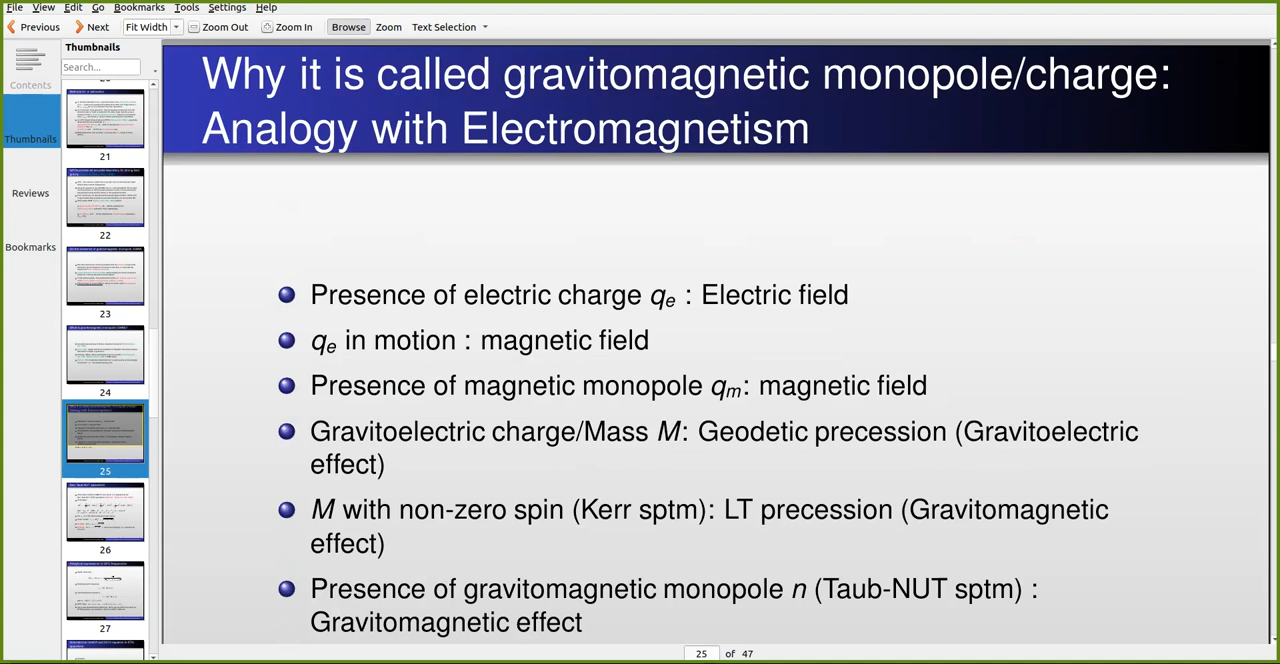 File View Edit Go Bookmarks Tools Settings Help
Previous Next Fit Width Zoom Out Zoom In Browse Zoom Text Selection
Contents
Thumbnails
Reviews
Bookmarks
Thumbnails
Search...
21
22
23
24
25
26
27
Why it is called gravitomagnetic monopole/charge:
Analogy with Electromagnetism
Presence of electric charge qe : Electric field
qe in motion : magnetic field
Presence of magnetic monopole qm: magnetic field
Gravitoelectric charge/Mass M: Geodetic precession (Gravitoelectric
effect)
M with non-zero spin (Kerr sptm): LT precession (Gravitomagnetic
effect)
Presence of gravitomagnetic monopole n (Taub-NUT sptm) :
Gravitomagnetic effect
25 of 47